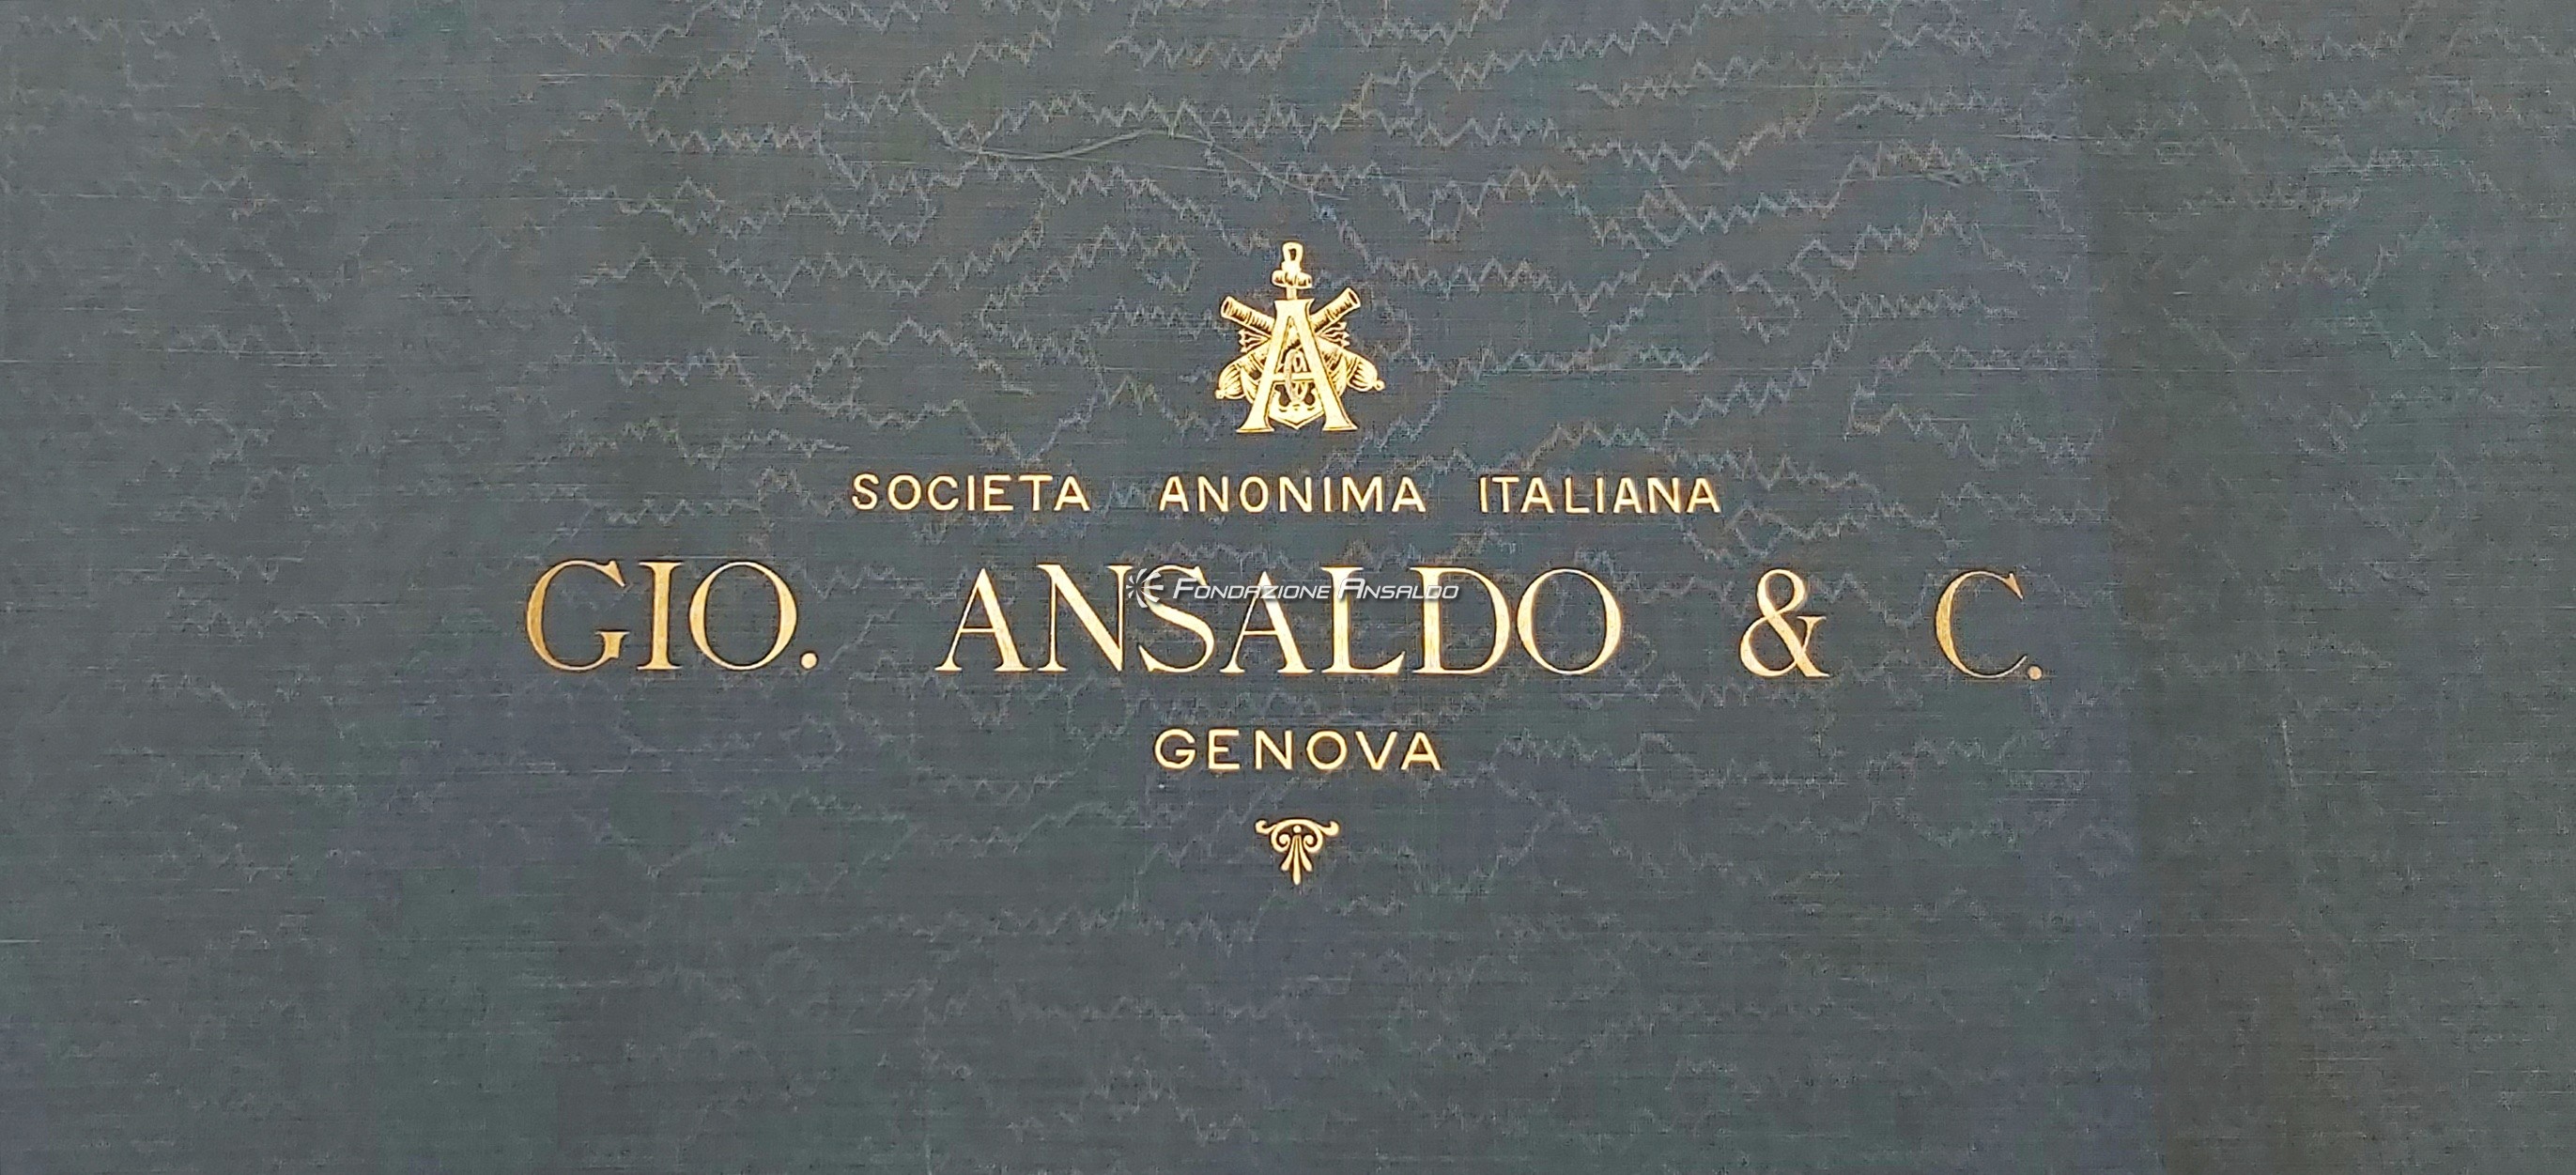 SOCIETA ANONIMA ITALIANA
GIO. ANSALDO & C.
FONDAZIONE ANSALDO
GENOVA